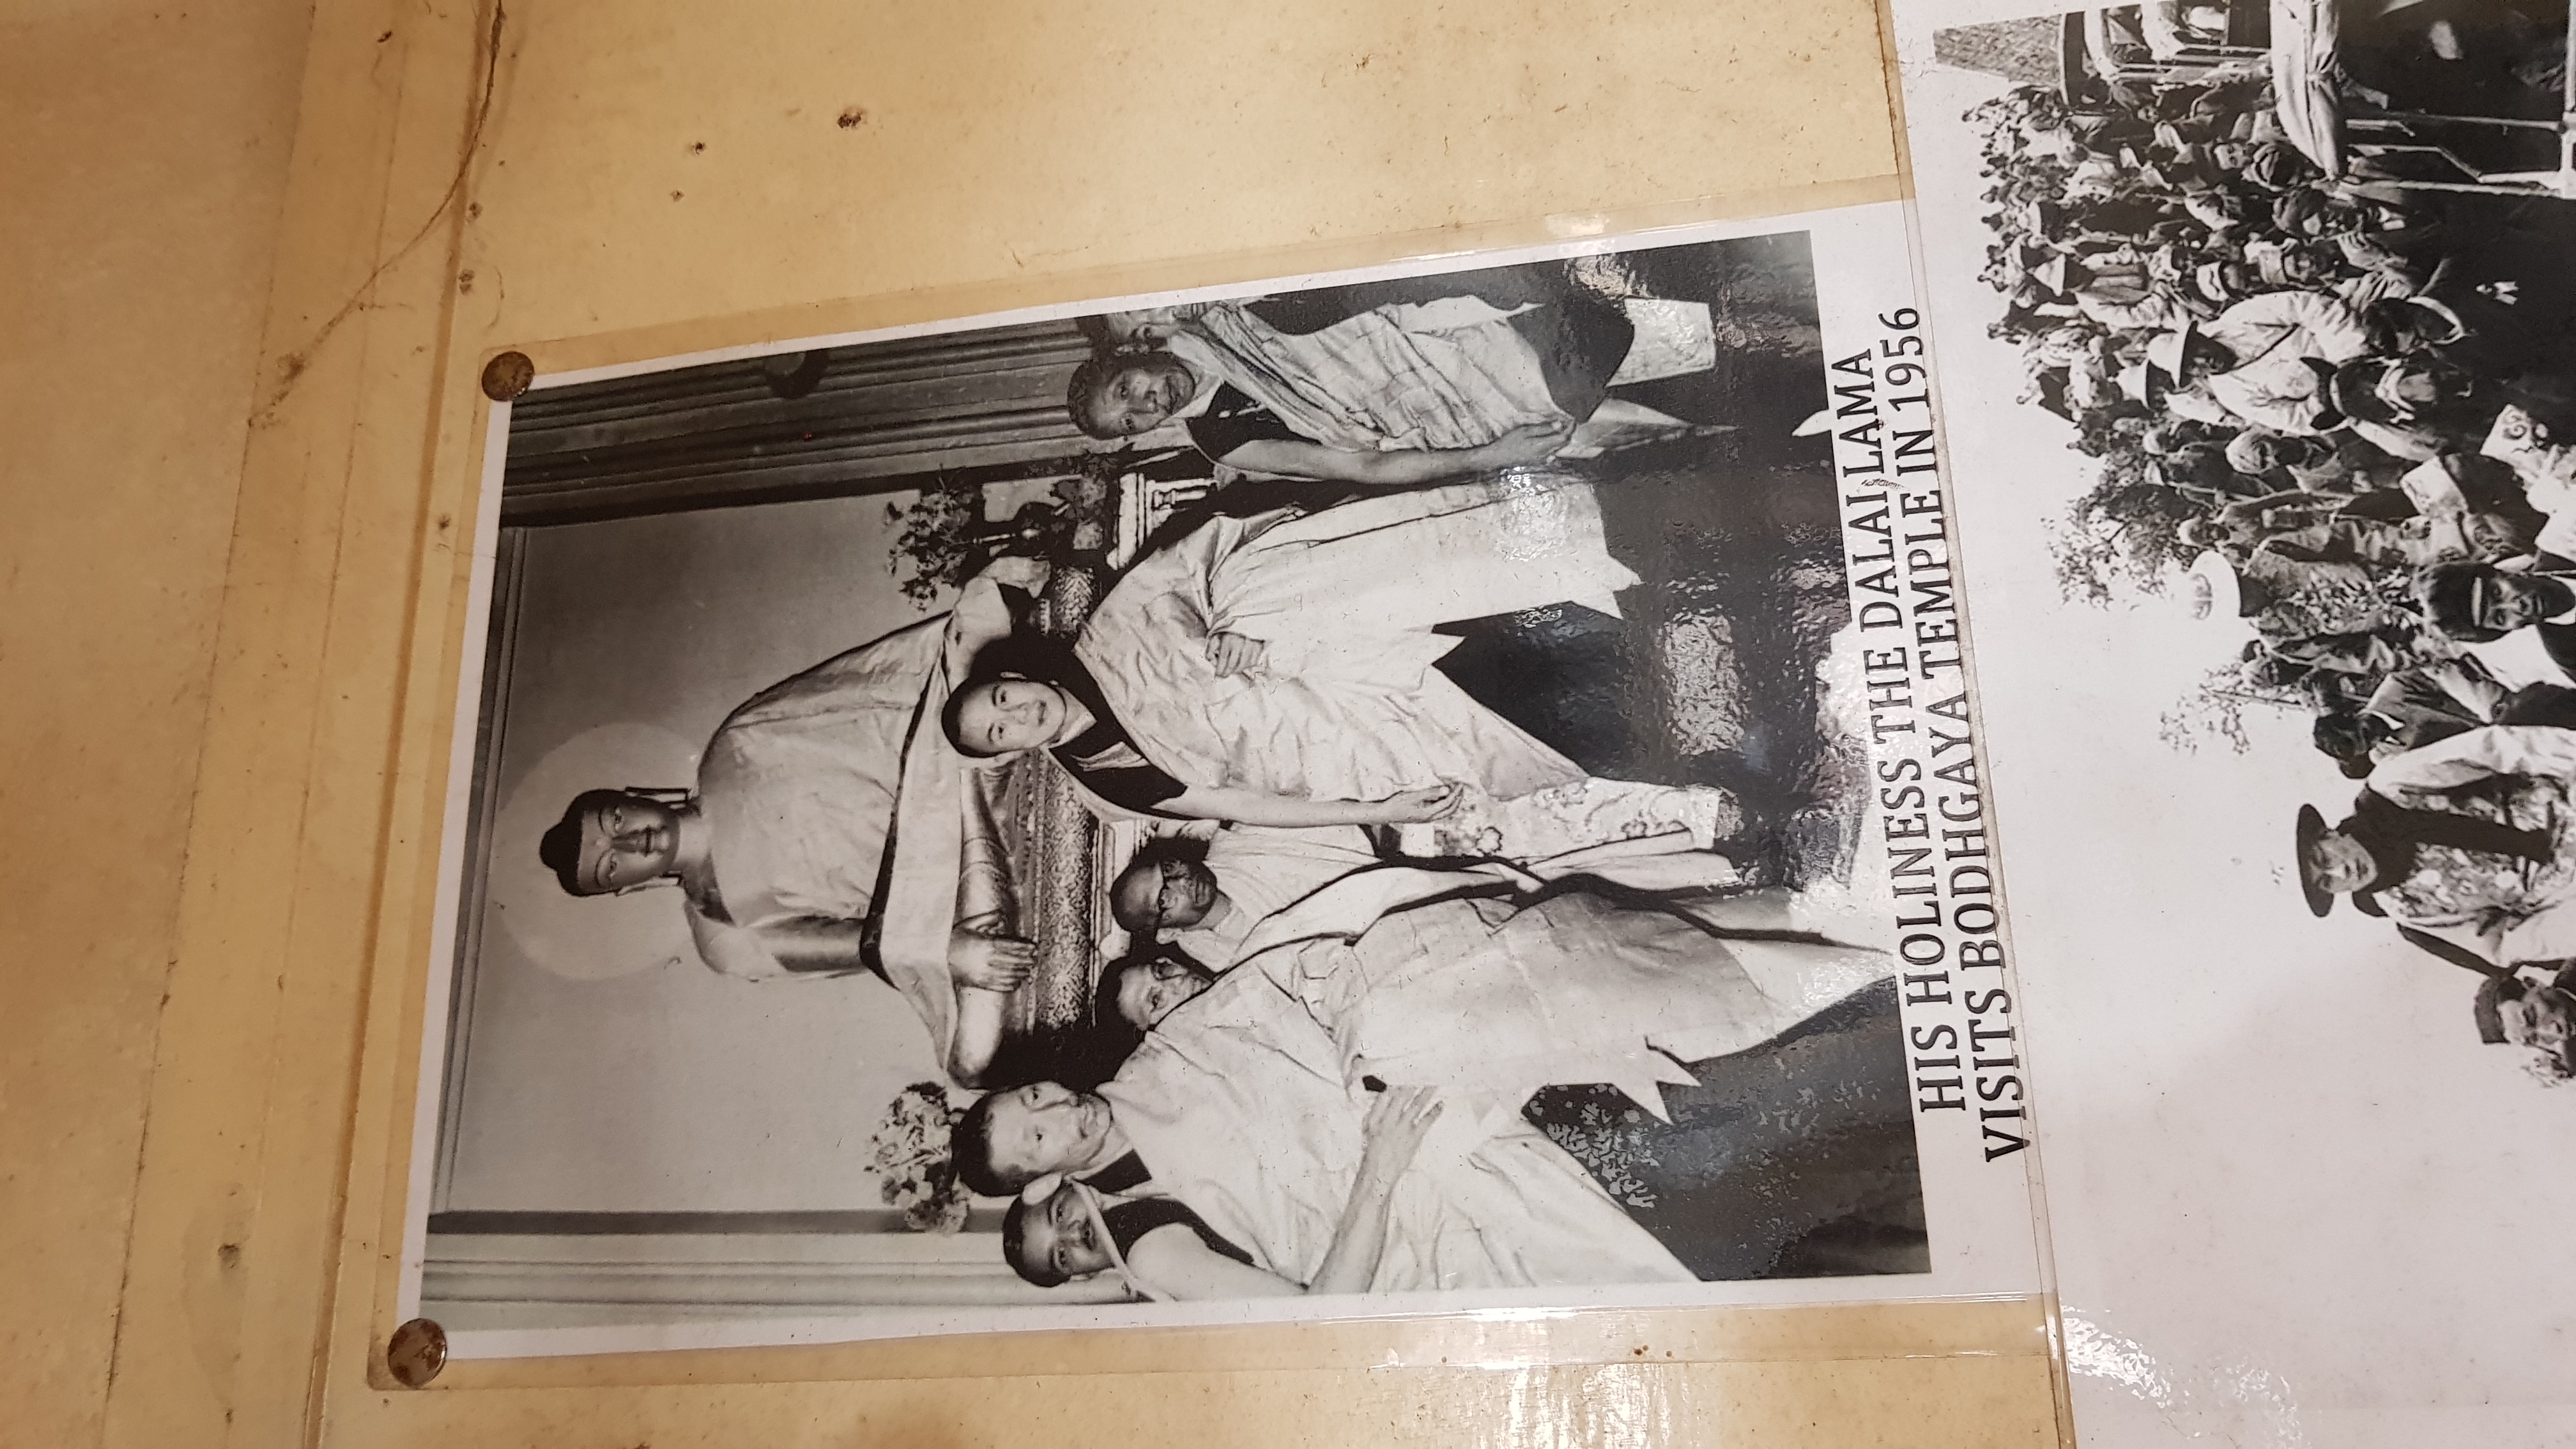 HIS HOLINESS THE DALAI LAMA
VISITS BODHGAYA TEMPLE IN 1956